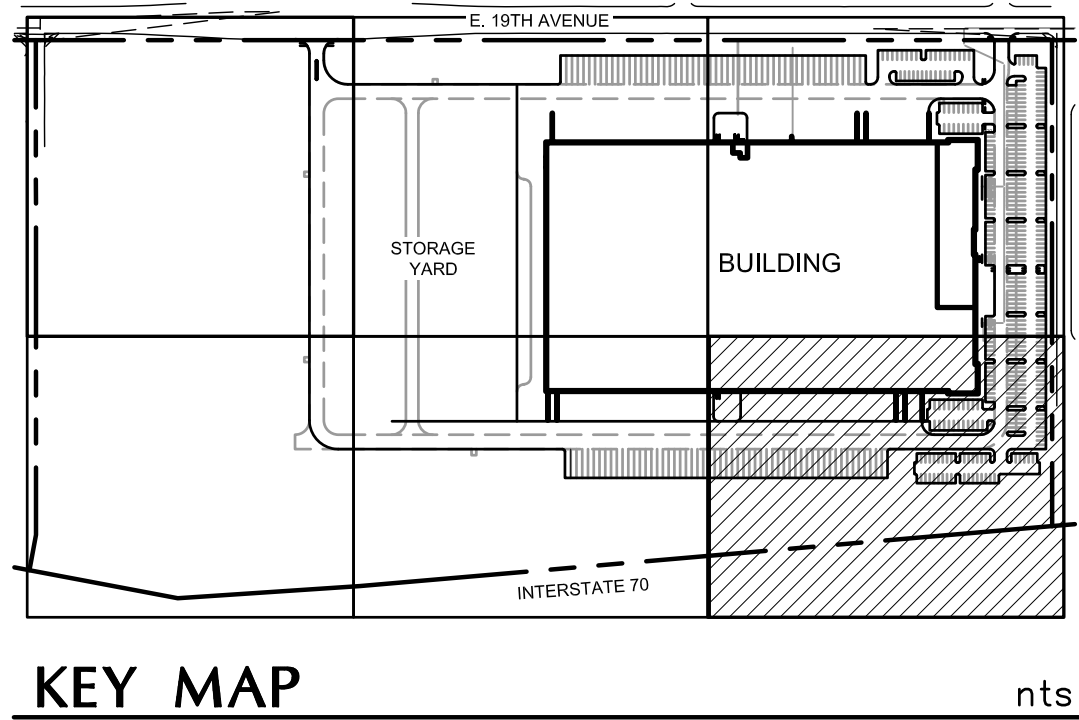 E. 19TH AVENUE
STORAGE
YARD
BUILDING
INTERSTATE 70
KEY MAP
nts